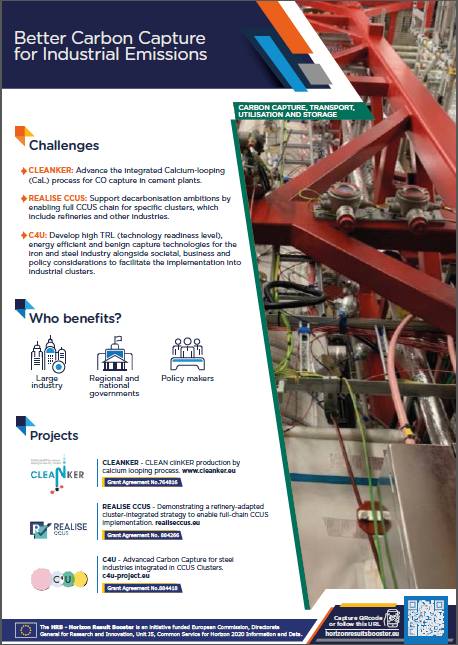 Better Carbon Capture
for Industrial Emissions
CARBON CAPTURE, TRANSPORT,
UTILISATION AND STORAGE
Challenges
CLEANKER: Advance the integrated Calcium-looping
(CaL) process for CO capture in cement plants.
REALISE CCUS: Support decarbonisation ambitions by
enabling full CCUS chain for specific clusters, which
include refineries and other industries.
C4U: Develop high TRL (technology readiness level),
energy efficient and benign capture technologies for the
iron and steel industry alongside societal, business and
policy considerations to facilitate the implementation into
industrial clusters.
Who benefits?
Large
industry
Regional and
national
governments
Policy makers
Projects
CLEANKER
CLEANKER - CLEAN clinKER production by
calcium looping process. www.cleanker.eu
Grant Agreement No.764816
REALISE
CCUS
REALISE CCUS - Demonstrating a refinery-adapted
cluster-integrated strategy to enable full-chain CCUS
implementation. realiseccus.eu
Grant Agreement No. 884266
C4U
C4U - Advanced Carbon Capture for steel
industries integrated in CCUS Clusters.
c4u-project.eu
Grant Agreement No.884418
The HRB - Horizon Result Booster is an initiative funded European Commission, Directorate
General for Research and Innovation, Unit J5, Common Service for Horizon 2020 Information and Data.
Capture QRcode
or follow this URL
horizonresultsbooster.eu